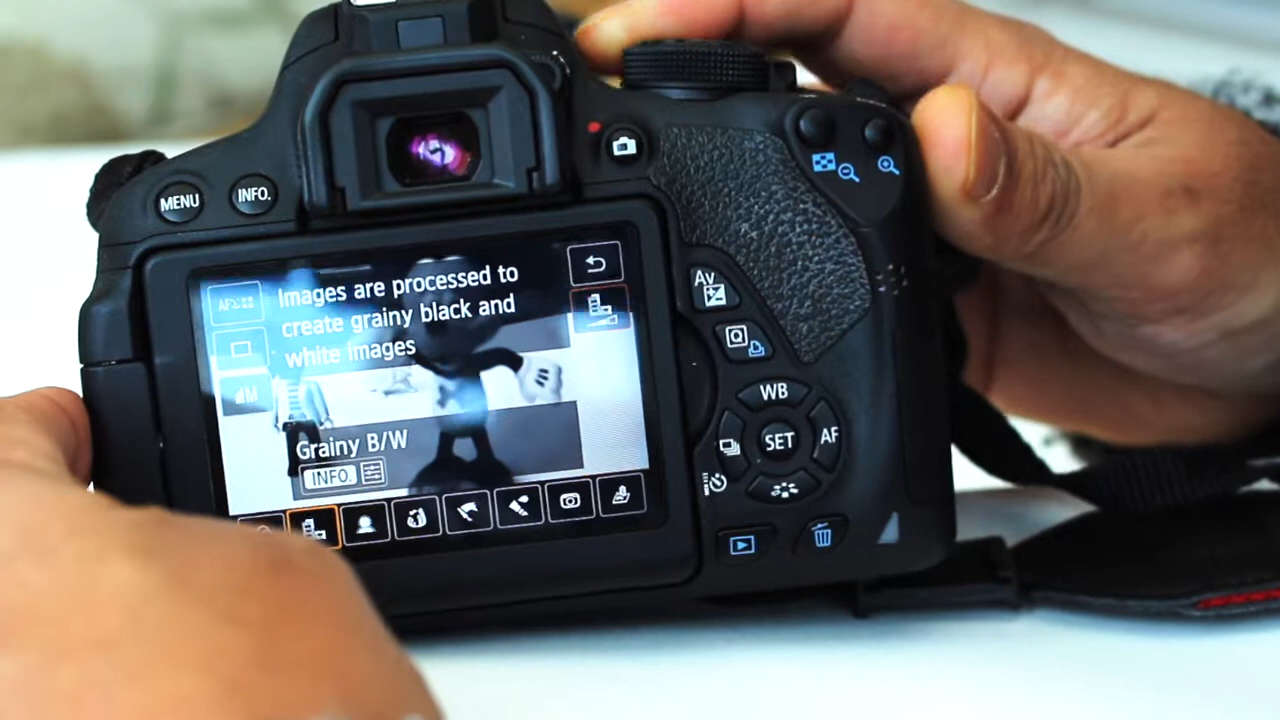 MENU
INFO.
Images are processed to
create grainy black and
white images
Grainy B/W
INFO.
Av
Q
WB
SET
AF